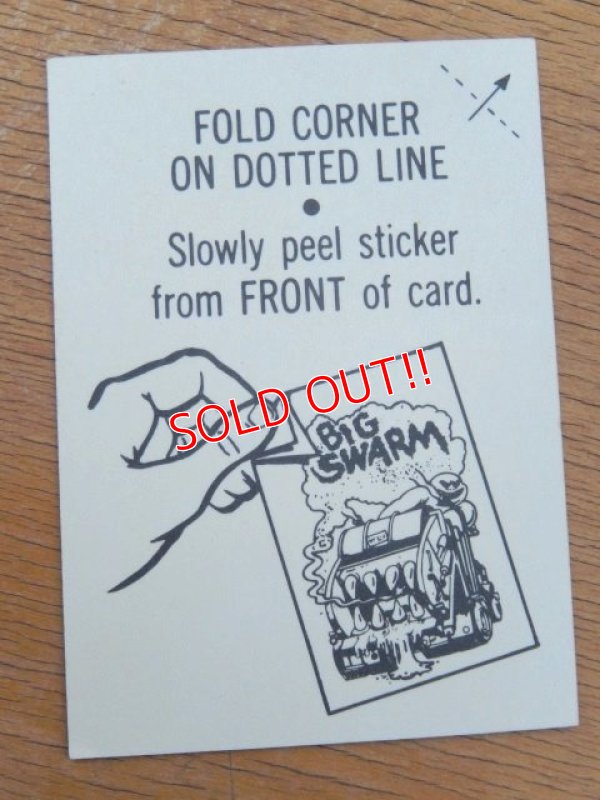 FOLD CORNER
ON DOTTED LINE
Slowly peel sticker
from FRONT of card.
SOLD OUT!!
BIG
SWARM